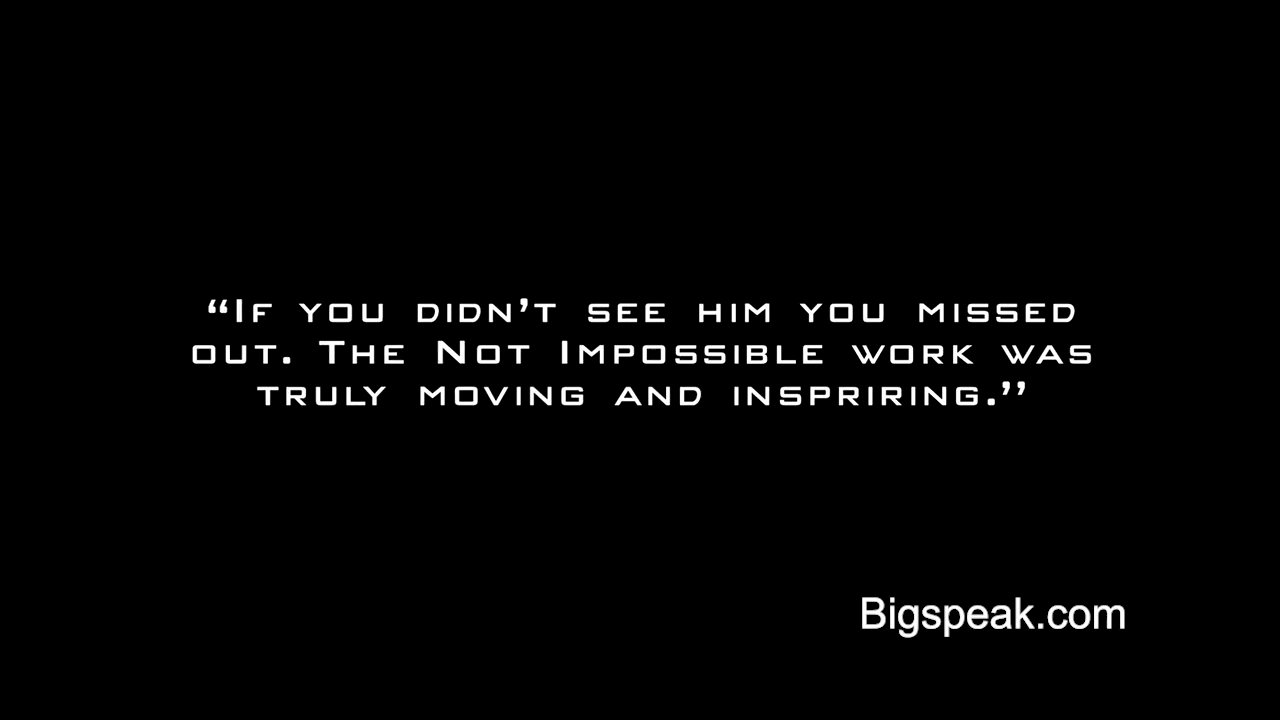 “If you didn’t see him you missed
out. The Not Impossible work was
truly moving and inspriring.”
Bigspeak.com